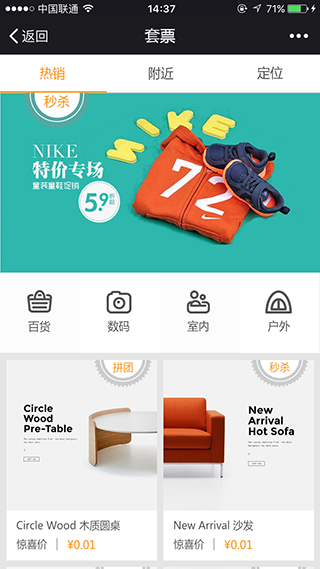 中国联通 14:37 71%
返回 套票
热销 附近 定位
秒杀
NIKE
NIKE
特价专场
童装童鞋促销
5.9折起
72
百货 数码 室内 户外
拼团
Circle
Wood
Pre-Table
Circle Wood 木质圆桌
惊喜价 | ¥0.01
秒杀
New
Arrival
Hot Sofa
New Arrival 沙发
惊喜价 | ¥0.01